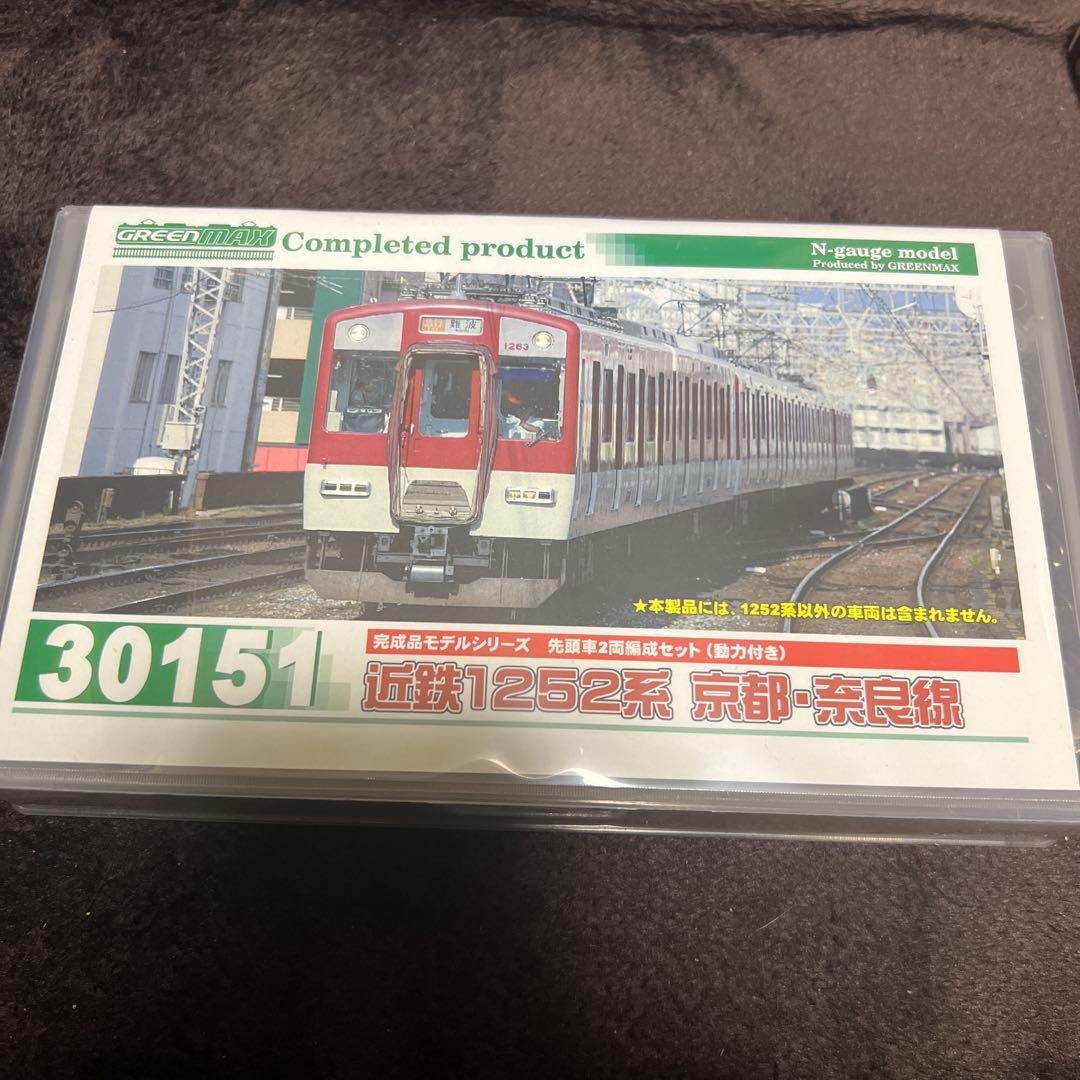 GREENMAX Completed product
N-gauge model
Produced by GREENMAX
難波
1263
★本製品には、1252系以外の車両は含まれません。
30151
完成品モデルシリーズ 先頭車2両編成セット(動力付き)
近鉄1252系 京都・奈良線